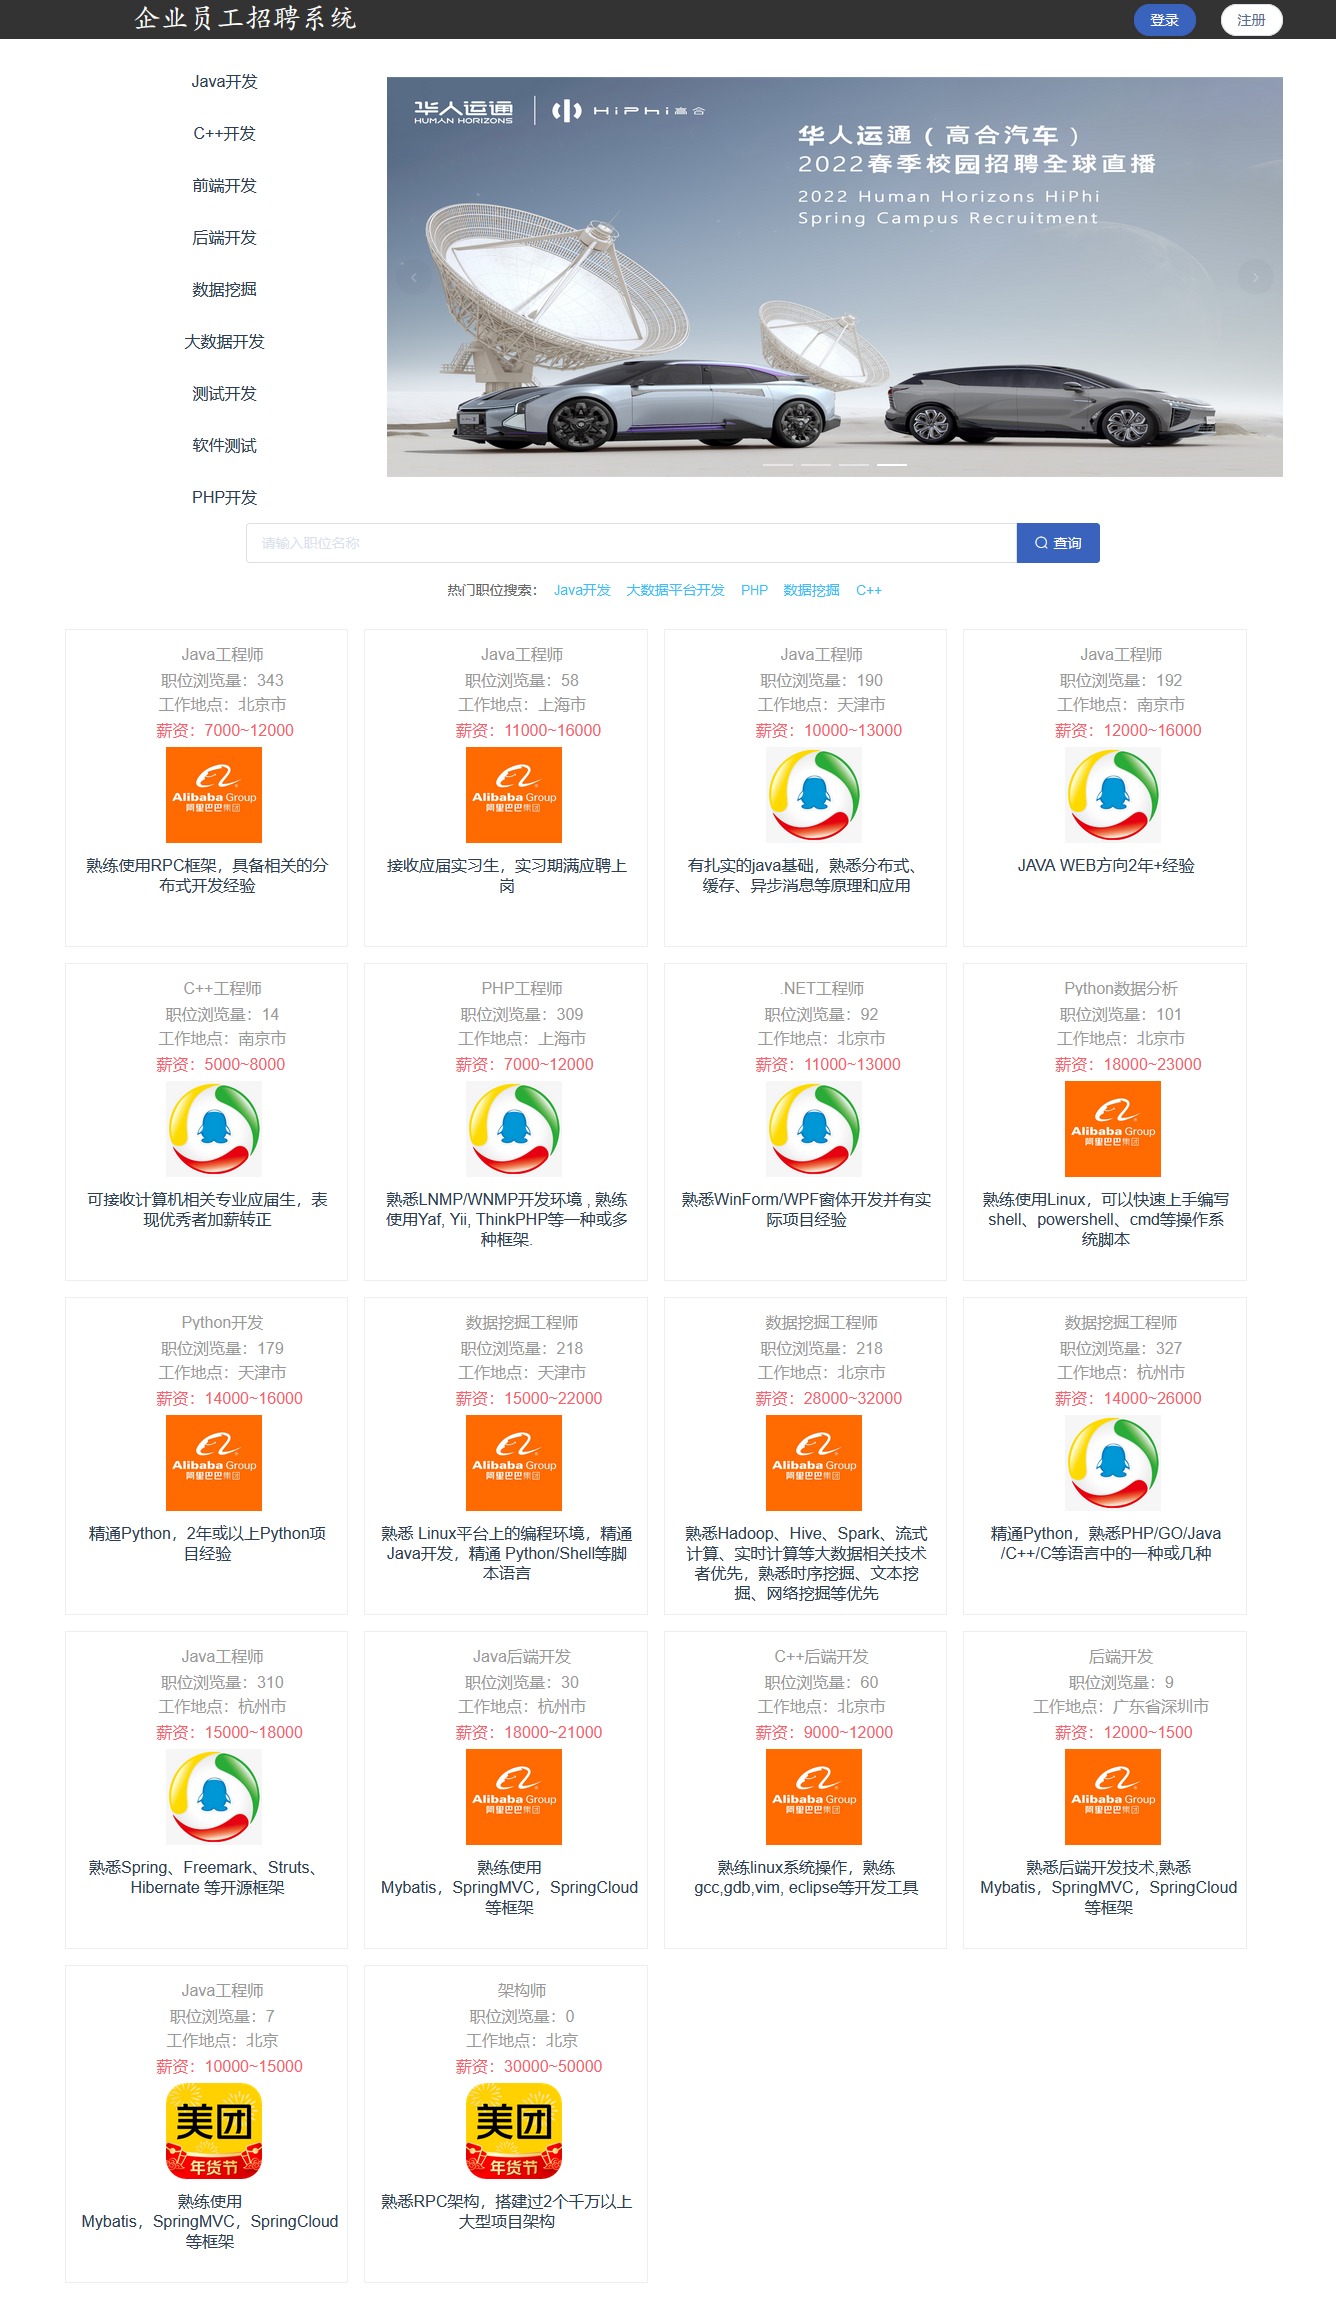 企业员工招聘系统
登录
注册
Java开发
C++开发
前端开发
后端开发
数据挖掘
大数据开发
测试开发
软件测试
PHP开发
华人运通
HUMAN HORIZONS
HiPhi高合
华人运通（高合汽车）
2022春季校园招聘全球直播
2022 Human Horizons HiPhi
Spring Campus Recruitment
请输入职位名称
查询
热门职位搜索： Java开发 大数据平台开发 PHP 数据挖掘 C++
Java工程师
职位浏览量：343
工作地点：北京市
薪资：7000~12000
Alibaba Group
阿里巴巴集团
熟练使用RPC框架，具备相关的分
布式开发经验
Java工程师
职位浏览量：58
工作地点：上海市
薪资：11000~16000
Alibaba Group
阿里巴巴集团
接收应届实习生，实习期满应聘上
岗
Java工程师
职位浏览量：190
工作地点：天津市
薪资：10000~13000
有扎实的java基础，熟悉分布式、
缓存、异步消息等原理和应用
Java工程师
职位浏览量：192
工作地点：南京市
薪资：12000~16000
JAVA WEB方向2年+经验
C++工程师
职位浏览量：14
工作地点：南京市
薪资：5000~8000
可接收计算机相关专业应届生，表
现优秀者加薪转正
PHP工程师
职位浏览量：309
工作地点：上海市
薪资：7000~12000
熟悉LNMP/WNMP开发环境 , 熟练
使用Yaf, Yii, ThinkPHP等一种或多
种框架.
.NET工程师
职位浏览量：92
工作地点：北京市
薪资：11000~13000
熟悉WinForm/WPF窗体开发并有实
际项目经验
Python数据分析
职位浏览量：101
工作地点：北京市
薪资：18000~23000
Alibaba Group
阿里巴巴集团
熟练使用Linux，可以快速上手编写
shell、powershell、cmd等操作系
统脚本
Python开发
职位浏览量：179
工作地点：天津市
薪资：14000~16000
Alibaba Group
阿里巴巴集团
精通Python，2年或以上Python项
目经验
数据挖掘工程师
职位浏览量：218
工作地点：天津市
薪资：15000~22000
Alibaba Group
阿里巴巴集团
熟悉 Linux平台上的编程环境，精通
Java开发，精通 Python/Shell等脚
本语言
数据挖掘工程师
职位浏览量：218
工作地点：北京市
薪资：28000~32000
Alibaba Group
阿里巴巴集团
熟悉Hadoop、Hive、Spark、流式
计算、实时计算等大数据相关技术
者优先，熟悉时序挖掘、文本挖
掘、网络挖掘等优先
数据挖掘工程师
职位浏览量：327
工作地点：杭州市
薪资：14000~26000
精通Python，熟悉PHP/GO/Java
/C++/C等语言中的一种或几种
Java工程师
职位浏览量：310
工作地点：杭州市
薪资：15000~18000
熟悉Spring、Freemark、Struts、
Hibernate 等开源框架
Java后端开发
职位浏览量：30
工作地点：杭州市
薪资：18000~21000
Alibaba Group
阿里巴巴集团
熟练使用
Mybatis，SpringMVC，SpringCloud
等框架
C++后端开发
职位浏览量：60
工作地点：北京市
薪资：9000~12000
Alibaba Group
阿里巴巴集团
熟练linux系统操作，熟练
gcc,gdb,vim, eclipse等开发工具
后端开发
职位浏览量：9
工作地点：广东省深圳市
薪资：12000~1500
Alibaba Group
阿里巴巴集团
熟悉后端开发技术,熟悉
Mybatis，SpringMVC，SpringCloud
等框架
Java工程师
职位浏览量：7
工作地点：北京
薪资：10000~15000
美团
年货节
熟练使用
Mybatis，SpringMVC，SpringCloud
等框架
架构师
职位浏览量：0
工作地点：北京
薪资：30000~50000
美团
年货节
熟悉RPC架构，搭建过2个千万以上
大型项目架构